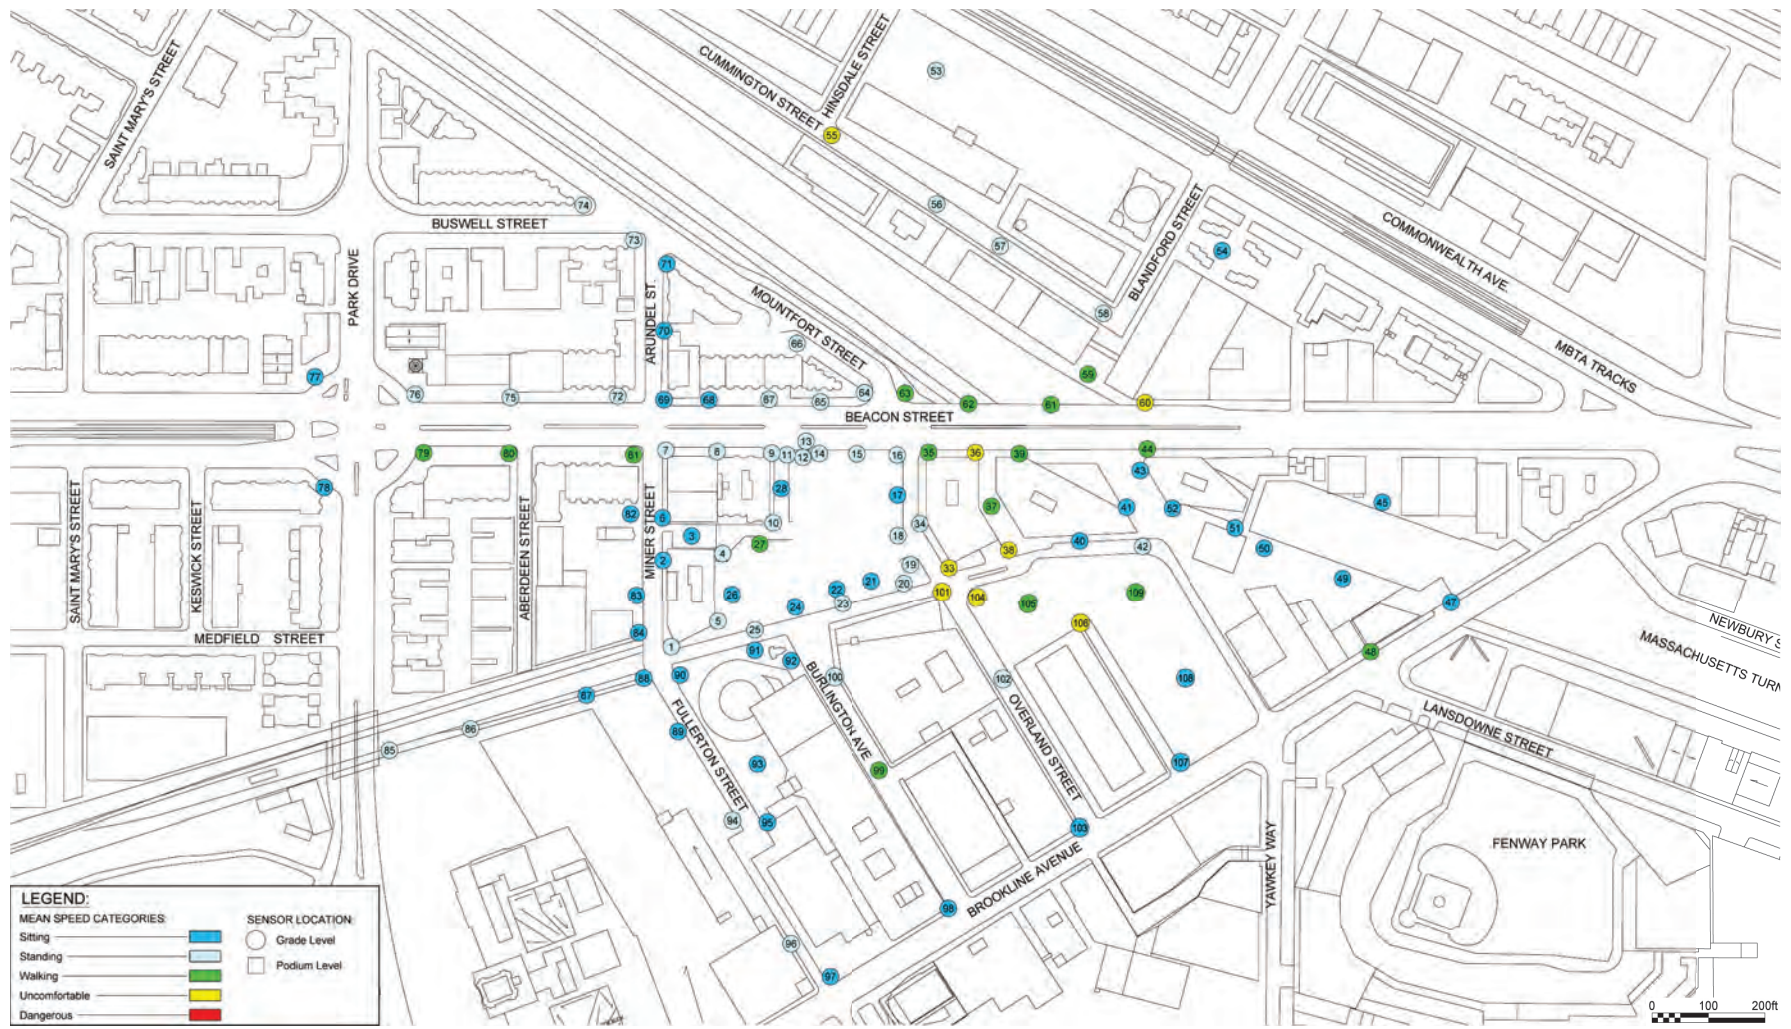 SAINT MARY'S STREET
CUMMINGTON STREET
HINSDALE STREET
53
55
56
57
58
54
BLANDFORD STREET
COMMONWEALTH AVE.
MBTA TRACKS
74
BUSWELL STREET
73
71
PARK DRIVE
ARUNDEL ST.
70
MOUNTFORT STREET
66
77
76
75
72
69
68
67
65
64
63
62
61
59
60
BEACON STREET
79
80
81
7
8
9
11
12
13
14
15
16
35
36
39
44
43
78
82
6
3
28
10
17
34
37
41
52
51
45
SAINT MARY'S STREET
KESWICK STREET
ABERDEEN STREET
MINER STREET
2
4
27
18
19
20
33
38
40
42
50
49
47
83
26
24
22
23
21
101
104
105
109
106
NEWBURY S
MASSACHUSETTS TURN
MEDFIELD STREET
84
1
5
25
91
92
48
88
90
87
100
102
108
LANSDOWNE STREET
85
86
89
FULLERTON STREET
BURLINGTON AVE
OVERLAND STREET
93
99
107
94
95
103
FENWAY PARK
BROOKLINE AVENUE
YAWKEY WAY
98
96
97
LEGEND:
MEAN SPEED CATEGORIES:
Sitting
Standing
Walking
Uncomfortable
Dangerous
SENSOR LOCATION:
Grade Level
Podium Level
0 100 200ft